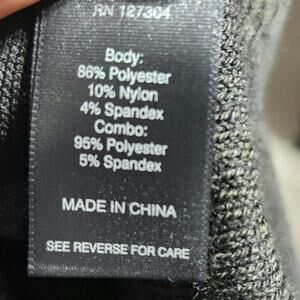 RN 127304
Body:
86% Polyester
10% Nylon
4% Spandex
Combo:
95% Polyester
5% Spandex
MADE IN CHINA
SEE REVERSE FOR CARE